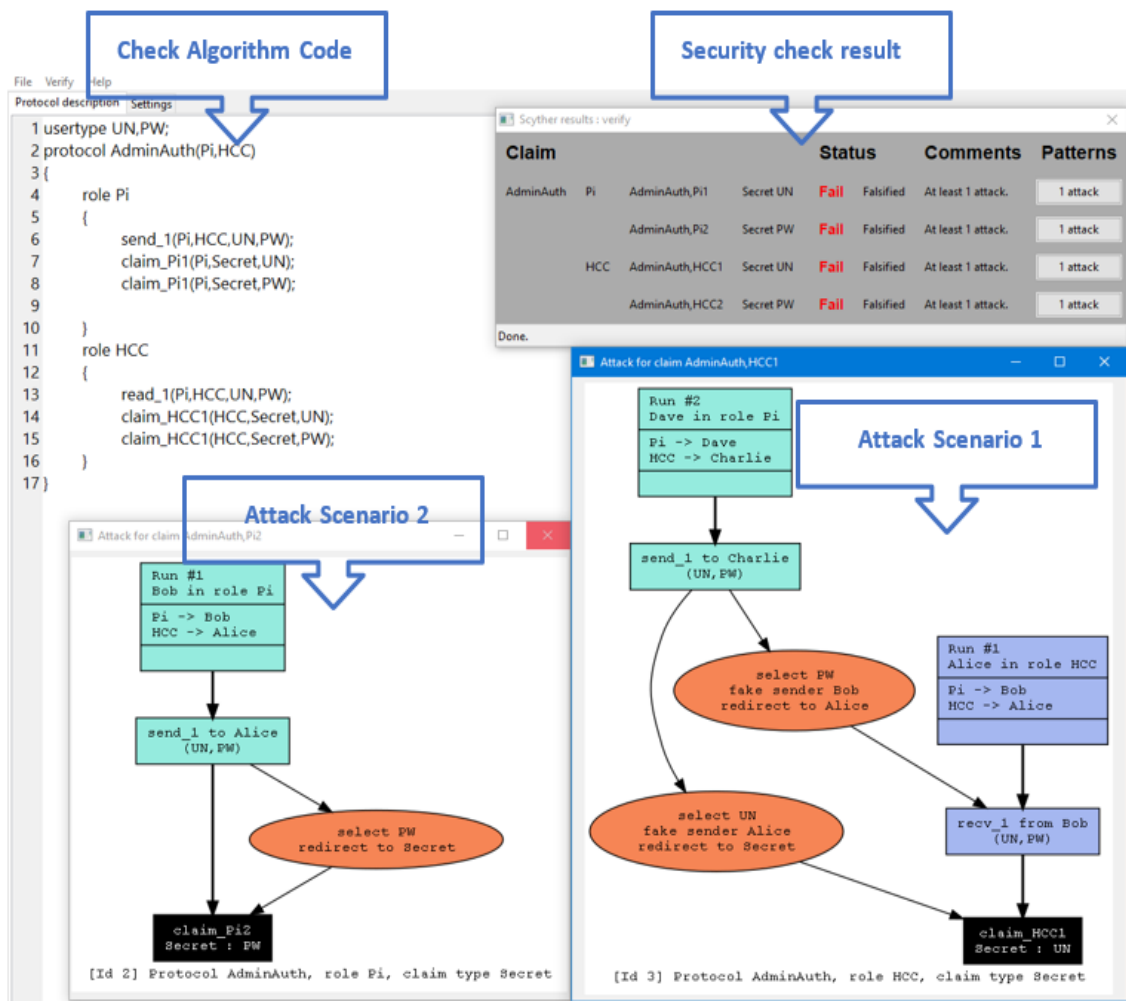 Check Algorithm Code
Security check result
File Verify Help
Protocol description Settings
1 usertype UN,PW;
2 protocol AdminAuth(Pi,HCC)
3 {
4 role Pi
5 {
6 send_1(Pi,HCC,UN,PW);
7 claim_Pi1(Pi,Secret,UN);
8 claim_Pi1(Pi,Secret,PW);
9
10 }
11 role HCC
12 {
13 read_1(Pi,HCC,UN,PW);
14 claim_HCC1(HCC,Secret,UN);
15 claim_HCC1(HCC,Secret,PW);
16 }
17 }
Scyther results : verify
Claim Status Comments Patterns
AdminAuth Pi AdminAuth,Pi1 Secret UN Fail Falsified At least 1 attack. 1 attack
AdminAuth,Pi2 Secret PW Fail Falsified At least 1 attack. 1 attack
HCC AdminAuth,HCC1 Secret UN Fail Falsified At least 1 attack. 1 attack
AdminAuth,HCC2 Secret PW Fail Falsified At least 1 attack. 1 attack
Done.
Attack Scenario 2
Attack for claim AdminAuth,Pi2
Run #1
Bob in role Pi
Pi -> Bob
HCC -> Alice
send_1 to Alice
(UN,PW)
select PW
redirect to Secret
claim_Pi2
Secret : PW
[Id 2] Protocol AdminAuth, role Pi, claim type Secret
Attack for claim AdminAuth,HCC1
Attack Scenario 1
Run #2
Dave in role Pi
Pi -> Dave
HCC -> Charlie
send_1 to Charlie
(UN,PW)
select PW
fake sender Bob
redirect to Alice
Run #1
Alice in role HCC
Pi -> Bob
HCC -> Alice
select UN
fake sender Alice
redirect to Secret
recv_1 from Bob
(UN,PW)
claim_HCC1
Secret : UN
[Id 3] Protocol AdminAuth, role HCC, claim type Secret